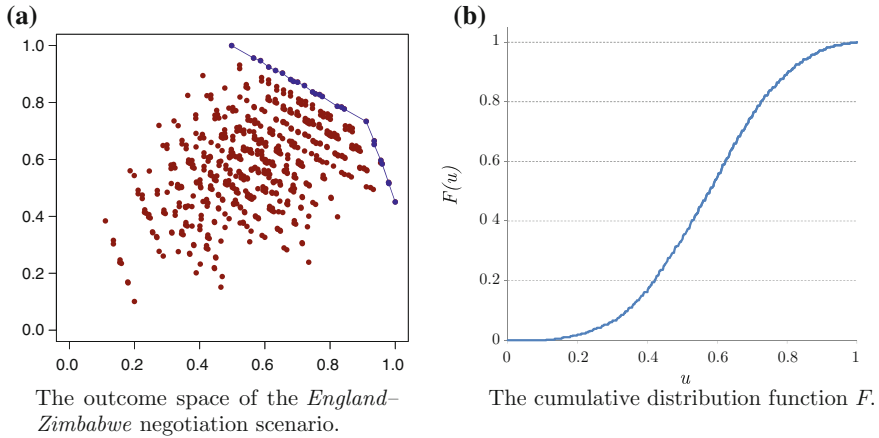 (a)
1.0
0.8
0.6
0.4
0.2
0.0
0.0 0.2 0.4 0.6 0.8 1.0
The outcome space of the England–
Zimbabwe negotiation scenario.
(b)
1
0.8
0.6
0.4
0.2
0
F(u)
0 0.2 0.4 0.6 0.8 1
u
The cumulative distribution function F.